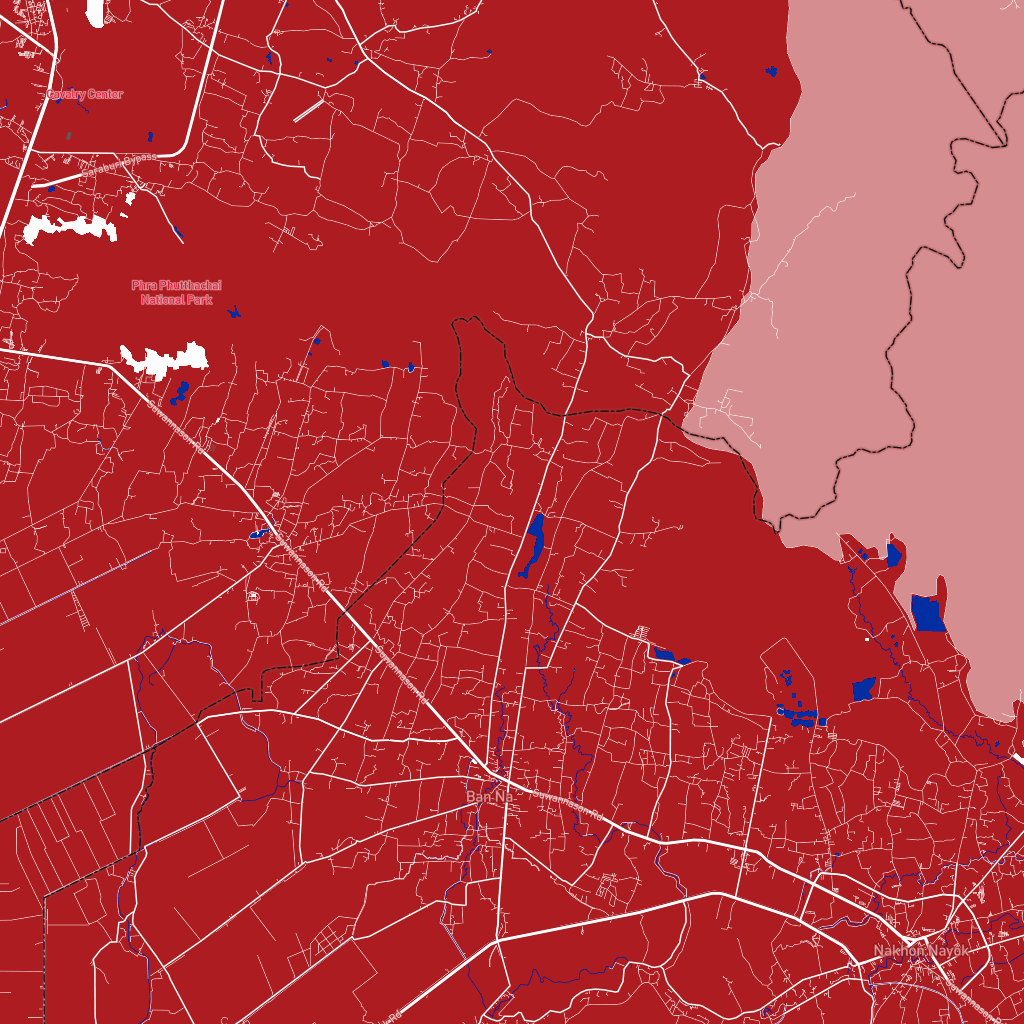 Cavalry Center
Saraburi Bypass
Phra Phutthachai
National Park
Suwannason Rd
Suwannason Rd
Suwannason Rd
Ban Na
Suwannason Rd
Nakhon Nayok